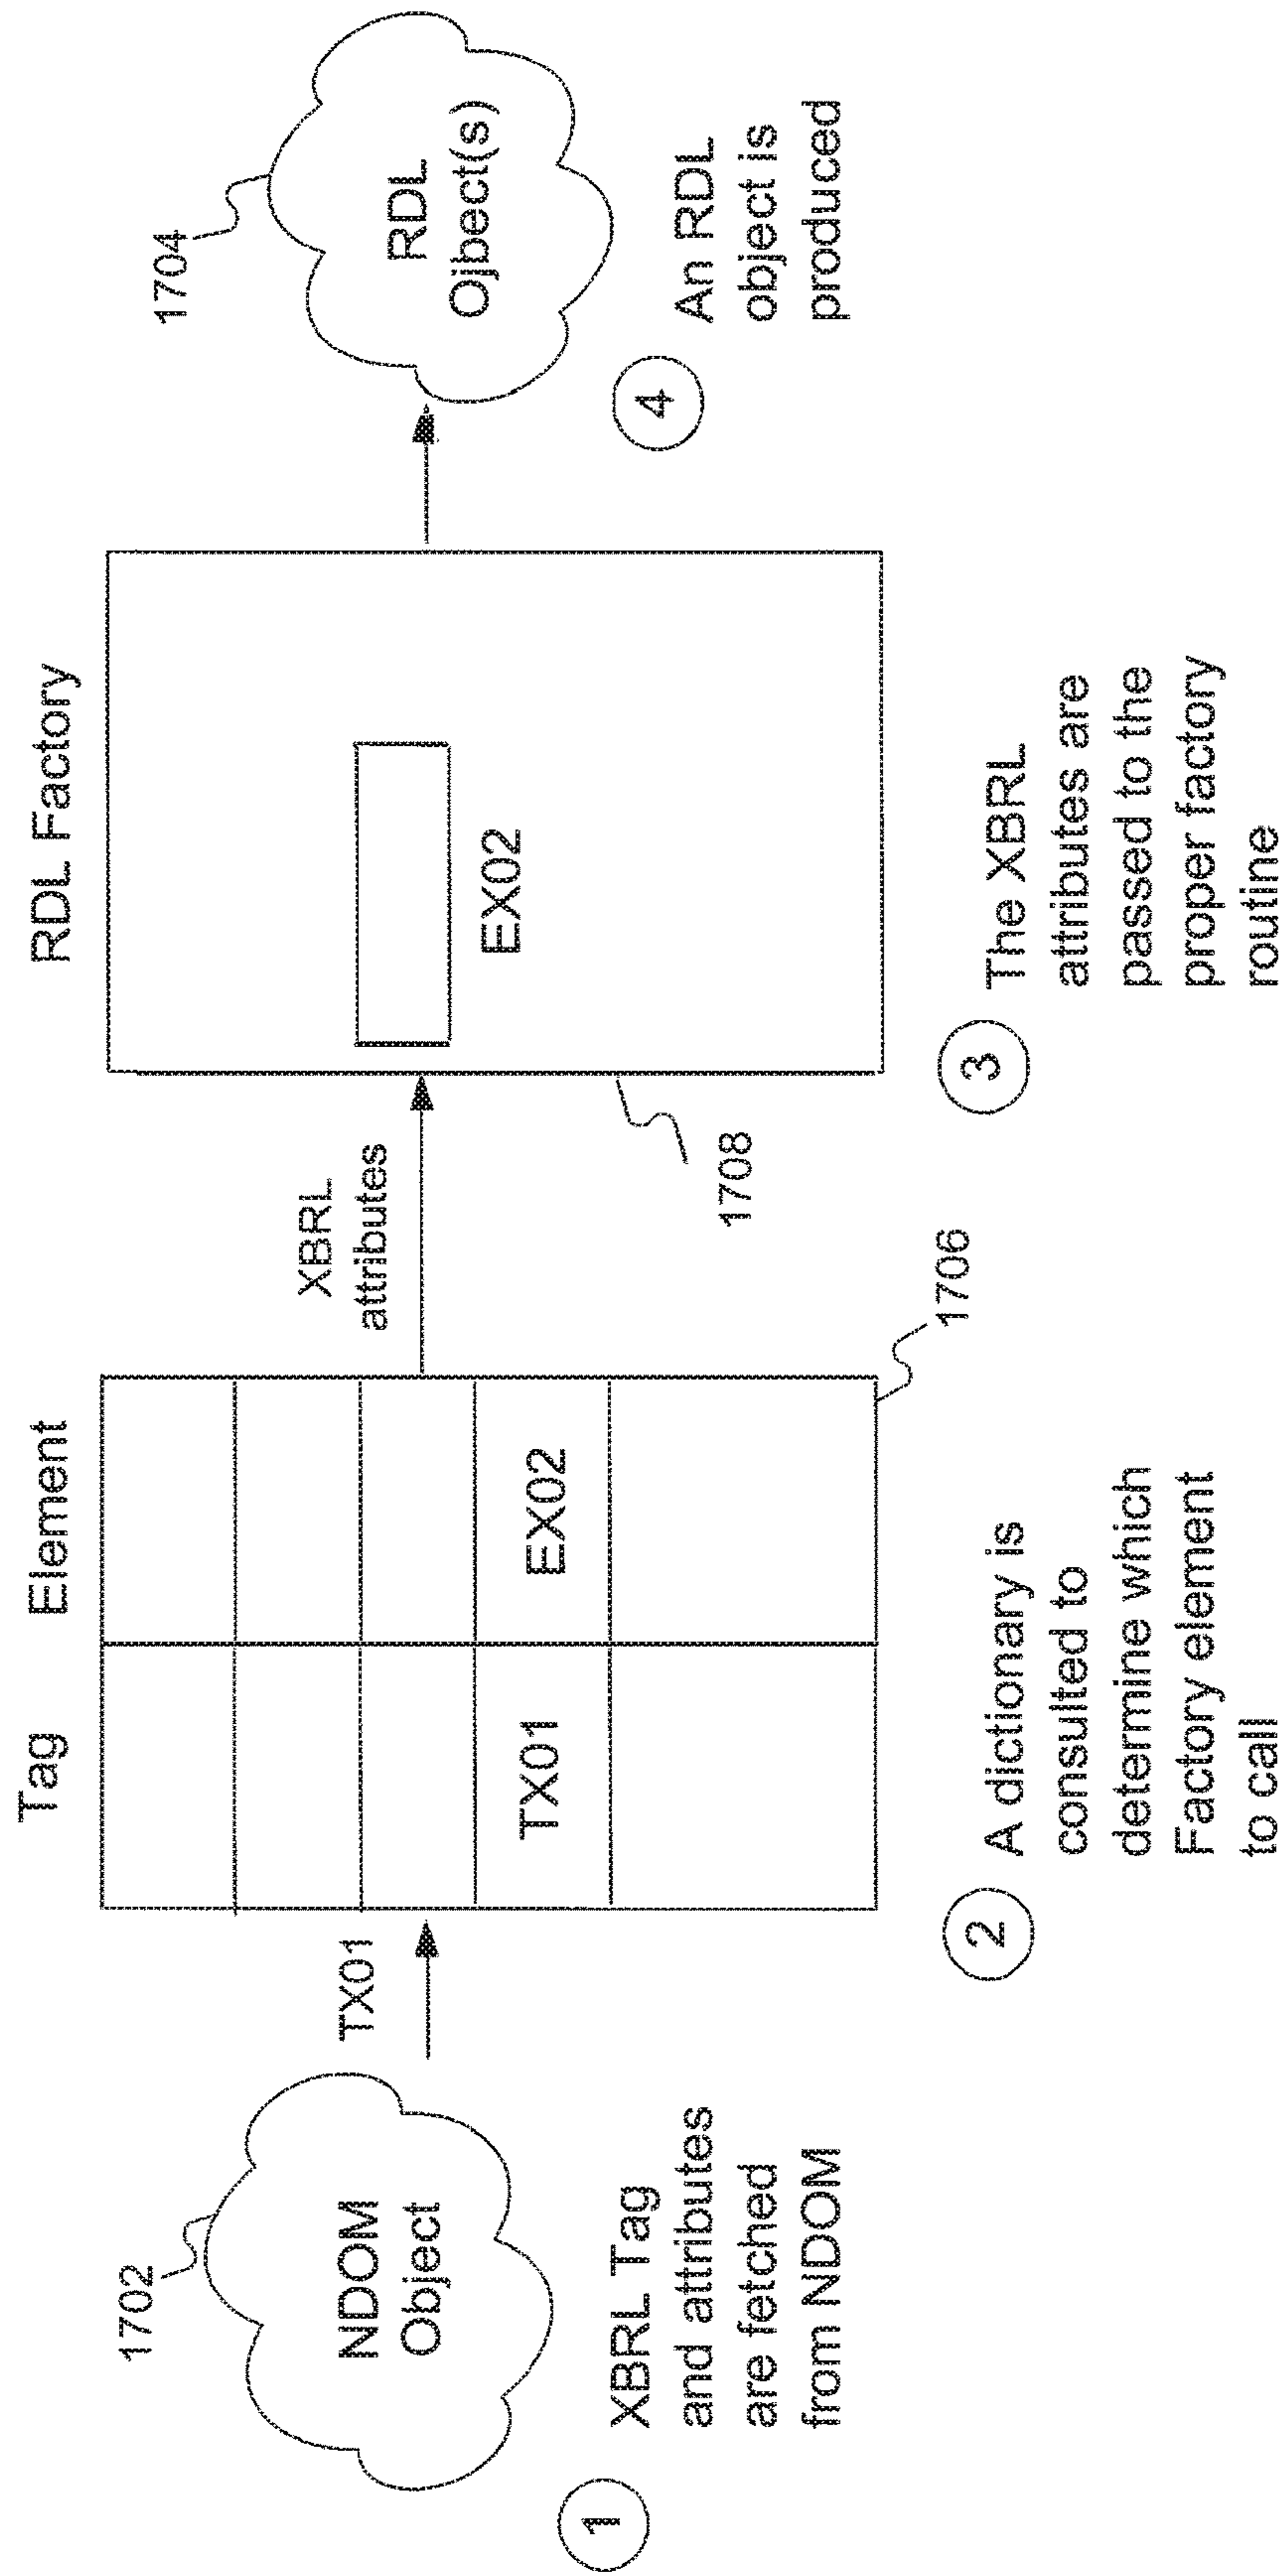 1702
NDOM
Object
1
XBRL Tag
and attributes
are fetched
from NDOM
TX01
Tag
Element
TX01
EX02
1706
2
A dictionary is
consulted to
determine which
Factory element
to call
XBRL
attributes
RDL Factory
EX02
1708
3
The XBRL
attributes are
passed to the
proper factory
routine
1704
RDL
Ojbect(s)
4
An RDL
object is
produced